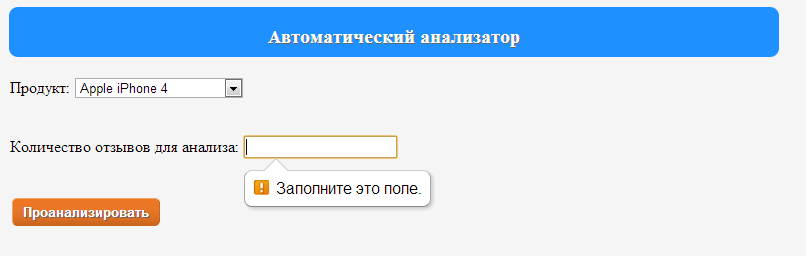 Автоматический анализатор
Продукт: Apple iPhone 4
Количество отзывов для анализа:
Заполните это поле.
Проанализировать